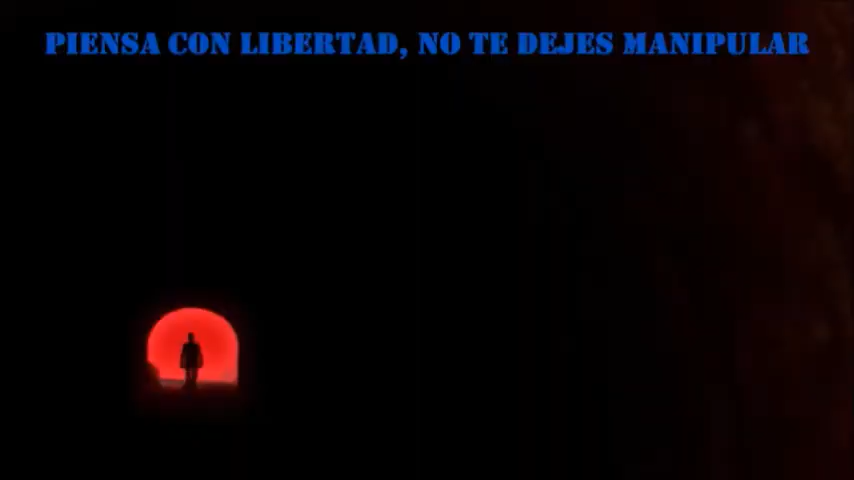 PIENSA CON LIBERTAD, NO TE DEJES MANIPULAR